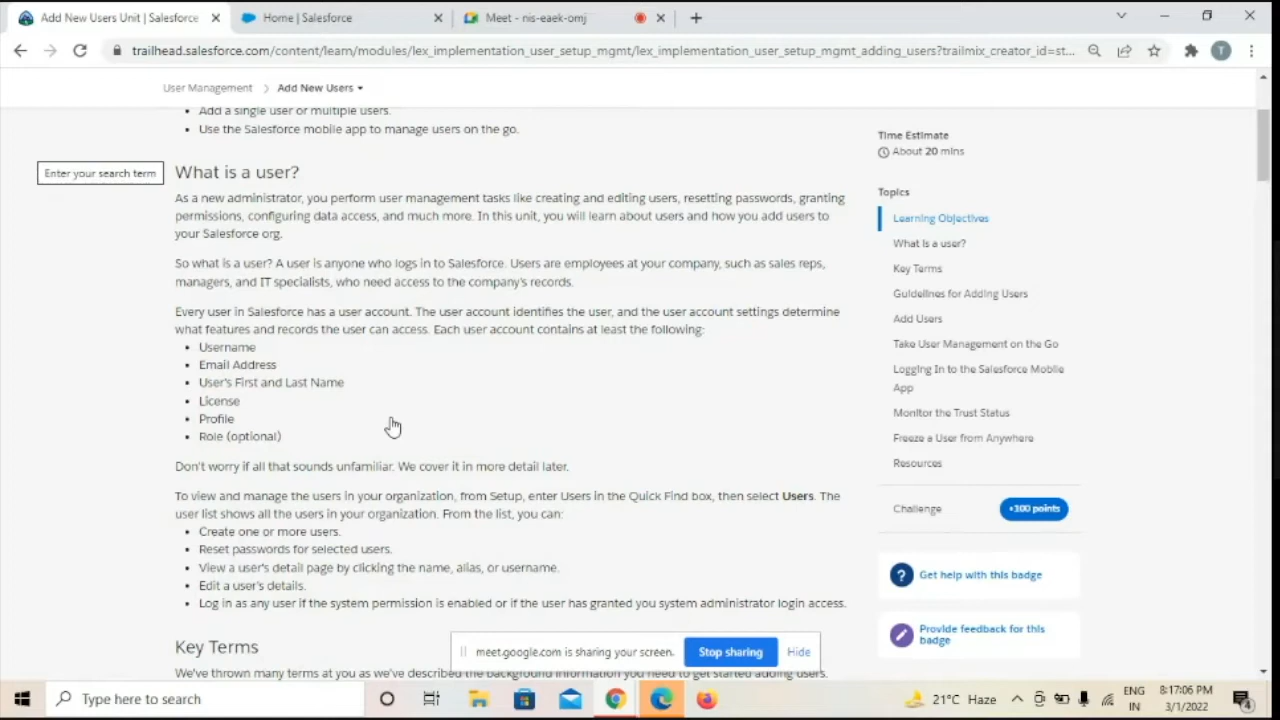 Add New Users Unit | Salesforce
Home | Salesforce
Meet - nis-eaek-omj
trailhead.salesforce.com/content/learn/modules/lex_implementation_user_setup_mgmt/lex_implementation_user_setup_mgmt_adding_users?trailmix_creator_id=st...
T
User Management > Add New Users
• Add a single user or multiple users.
• Use the Salesforce mobile app to manage users on the go.
Enter your search term
What is a user?
As a new administrator, you perform user management tasks like creating and editing users, resetting passwords, granting
permissions, configuring data access, and much more. In this unit, you will learn about users and how you add users to
your Salesforce org.
So what is a user? A user is anyone who logs in to Salesforce. Users are employees at your company, such as sales reps,
managers, and IT specialists, who need access to the company's records.
Every user in Salesforce has a user account. The user account identifies the user, and the user account settings determine
what features and records the user can access. Each user account contains at least the following:
• Username
• Email Address
• User's First and Last Name
• License
• Profile
• Role (optional)
Don't worry if all that sounds unfamiliar. We cover it in more detail later.
To view and manage the users in your organization, from Setup, enter Users in the Quick Find box, then select Users. The
user list shows all the users in your organization. From the list, you can:
• Create one or more users.
• Reset passwords for selected users.
• View a user's detail page by clicking the name, alias, or username.
• Edit a user's details.
• Log in as any user if the system permission is enabled or if the user has granted you system administrator login access.
Key Terms
We've thrown many terms at you as we've described the background information you need to get started adding users.
Time Estimate
About 20 mins
Topics
Learning Objectives
What is a user?
Key Terms
Guidelines for Adding Users
Add Users
Take User Management on the Go
Logging In to the Salesforce Mobile
App
Monitor the Trust Status
Freeze a User from Anywhere
Resources
Challenge
+100 points
Get help with this badge
Provide feedback for this
badge
meet.google.com is sharing your screen.
Stop sharing
Hide
Type here to search
21°C Haze
ENG
IN
8:17:06 PM
3/1/2022
4